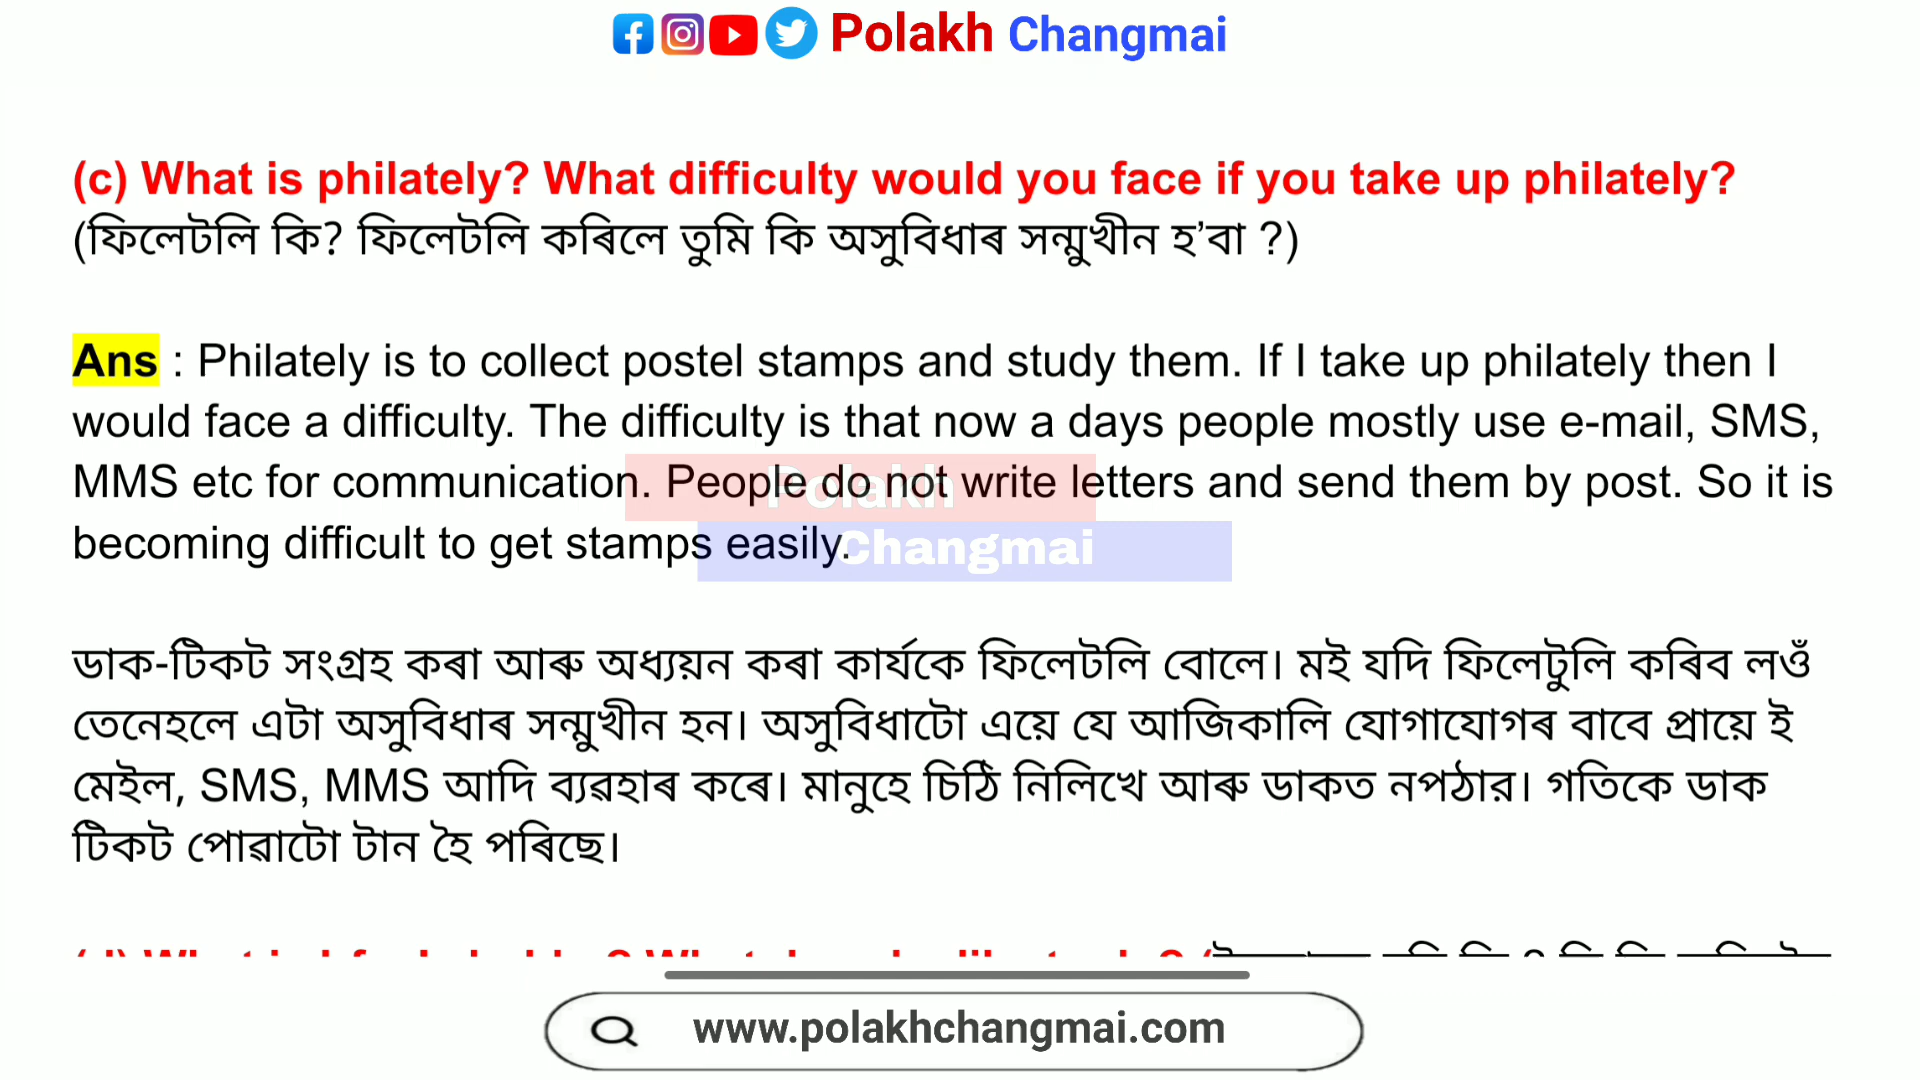 Polakh Changmai
(c) What is philately? What difficulty would you face if you take up philately?
(ফিলেটলি কি? ফিলেটলি কৰিলে তুমি কি অসুবিধাৰ সন্মুখীন হ’বা ?)
Ans : Philately is to collect postel stamps and study them. If I take up philately then I
would face a difficulty. The difficulty is that now a days people mostly use e-mail, SMS,
MMS etc for communication. People do not write letters and send them by post. So it is
becoming difficult to get stamps easily.
Polakh
Changmai
ডাক-টিকট সংগ্ৰহ কৰা আৰু অধ্যয়ন কৰা কাৰ্যকে ফিলেটলি বোলে। মই যদি ফিলেটুলি কৰিব লওঁ
তেনেহলে এটা অসুবিধাৰ সন্মুখীন হন। অসুবিধাটো এয়ে যে আজিকালি যোগাযোগৰ বাবে প্ৰায়ে ই
মেইল, SMS, MMS আদি ব্যৱহাৰ কৰে। মানুহে চিঠি নিলিখে আৰু ডাকত নপঠাৱ। গতিকে ডাক
টিকট পোৱাটো টান হৈ পৰিছে।
www.polakhchangmai.com